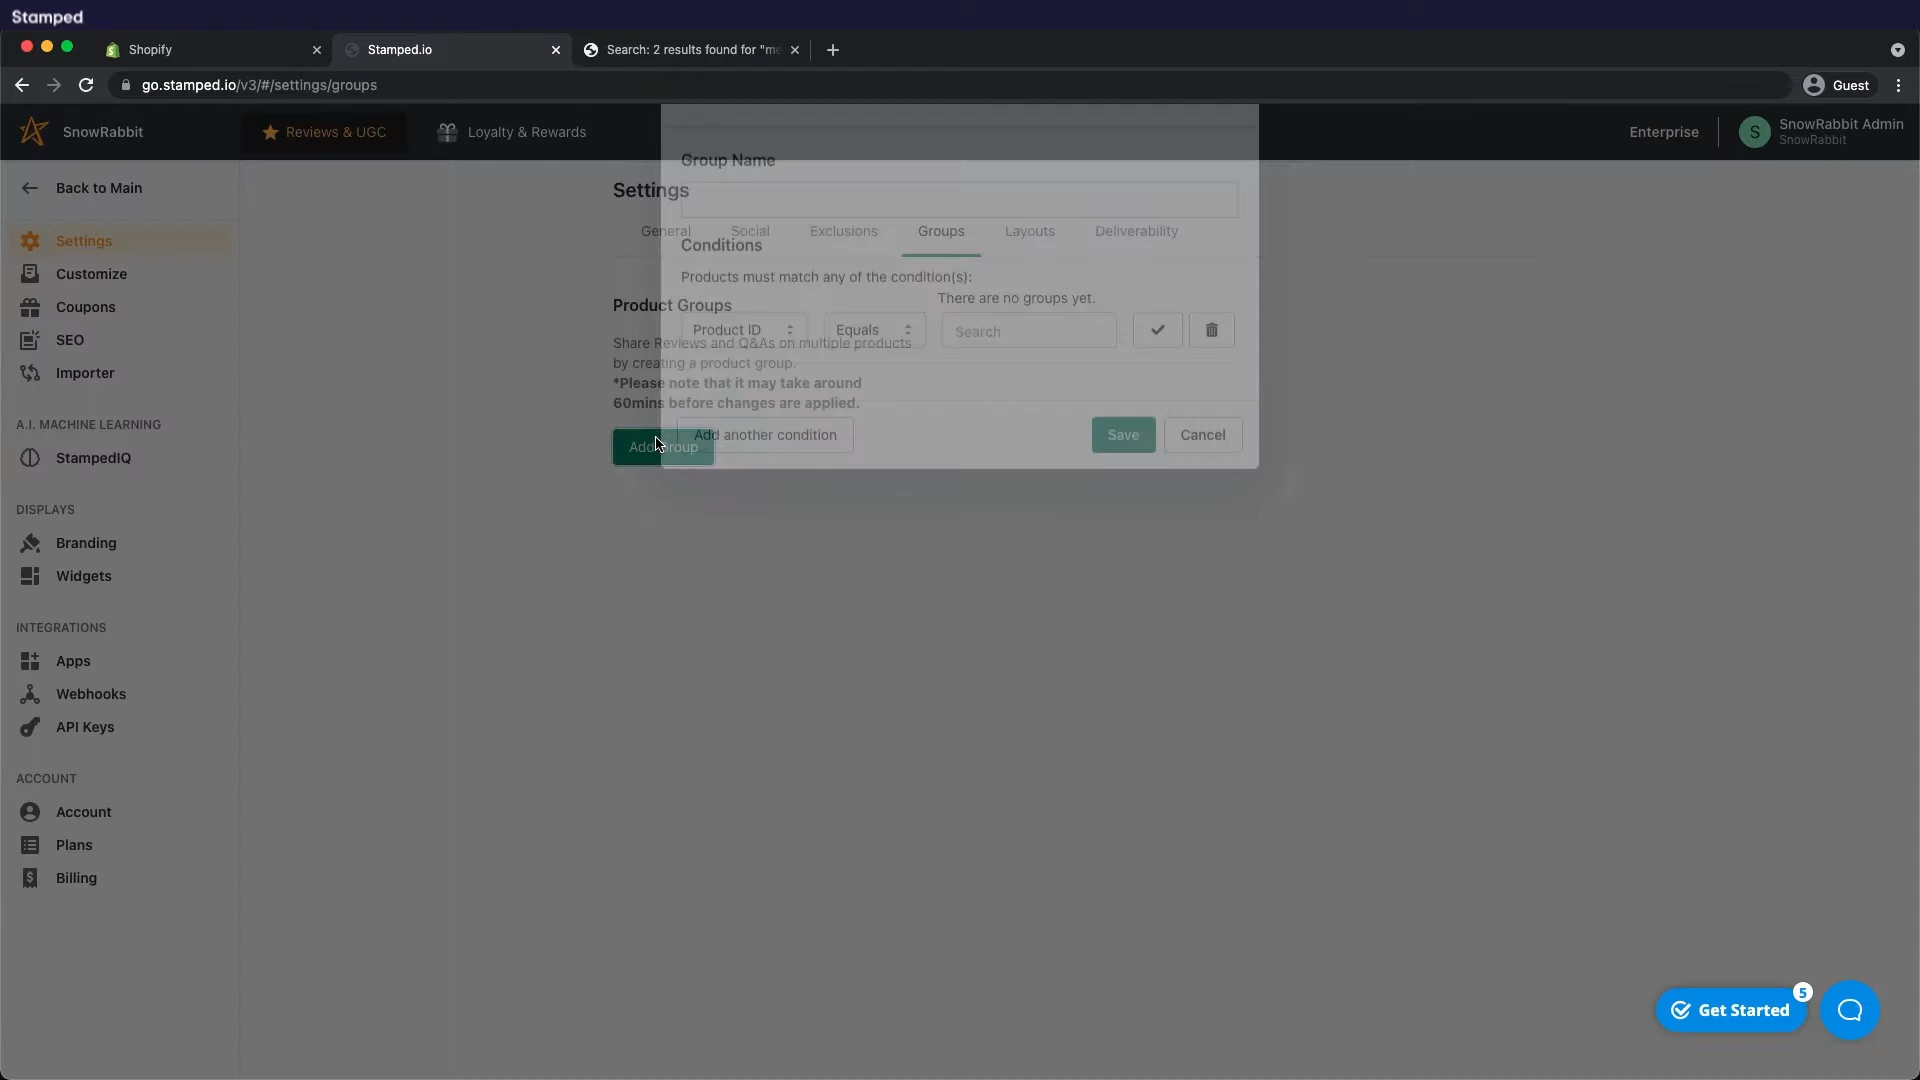 Stamped
Shopify
Stamped.io
Search: 2 results found for "me
go.stamped.io/v3/#/settings/groups
Guest
SnowRabbit
Reviews & UGC
Loyalty & Rewards
Enterprise
S
SnowRabbit Admin
SnowRabbit
Back to Main
Settings
Customize
Coupons
SEO
Importer
A.I. MACHINE LEARNING
StampedIQ
DISPLAYS
Branding
Widgets
INTEGRATIONS
Apps
Webhooks
API Keys
ACCOUNT
Account
Plans
Billing
Settings
General
Social
Exclusions
Groups
Layouts
Deliverability
Product Groups
Share Reviews and Q&As on multiple products
by creating a product group.
*Please note that it may take around
60mins before changes are applied.
Add Group
There are no groups yet.
Group Name
Conditions
Products must match any of the condition(s):
Product ID
Equals
Search
Add another condition
Save
Cancel
Get Started
5